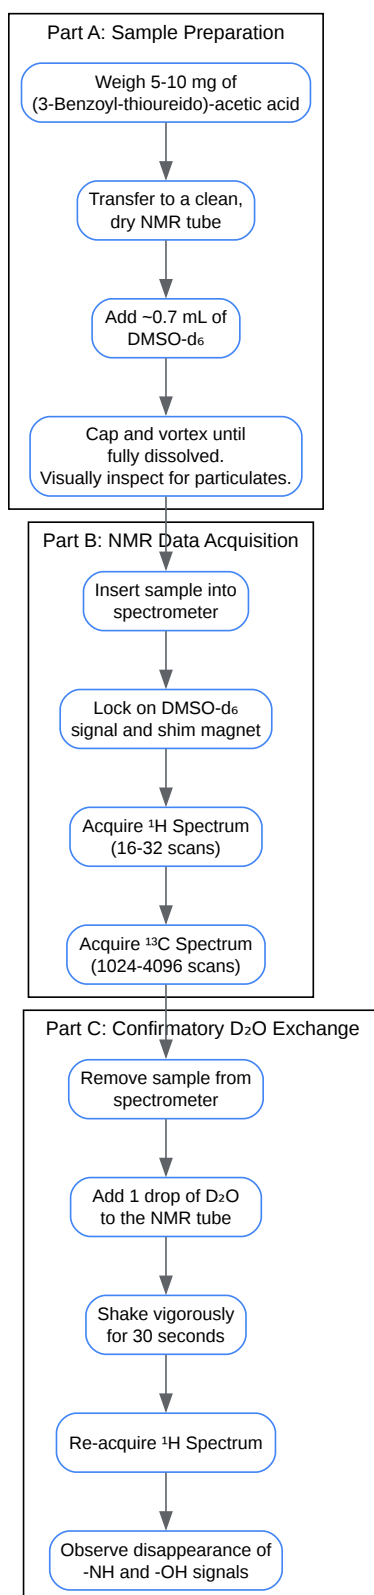 Part A: Sample Preparation
Weigh 5-10 mg of
(3-Benzoyl-thioureido)-acetic acid
Transfer to a clean,
dry NMR tube
Add ~0.7 mL of
DMSO-d₆
Cap and vortex until
fully dissolved.
Visually inspect for particulates.
Part B: NMR Data Acquisition
Insert sample into
spectrometer
Lock on DMSO-d₆
signal and shim magnet
Acquire ¹H Spectrum
(16-32 scans)
Acquire ¹³C Spectrum
(1024-4096 scans)
Part C: Confirmatory D₂O Exchange
Remove sample from
spectrometer
Add 1 drop of D₂O
to the NMR tube
Shake vigorously
for 30 seconds
Re-acquire ¹H Spectrum
Observe disappearance of
-NH and -OH signals